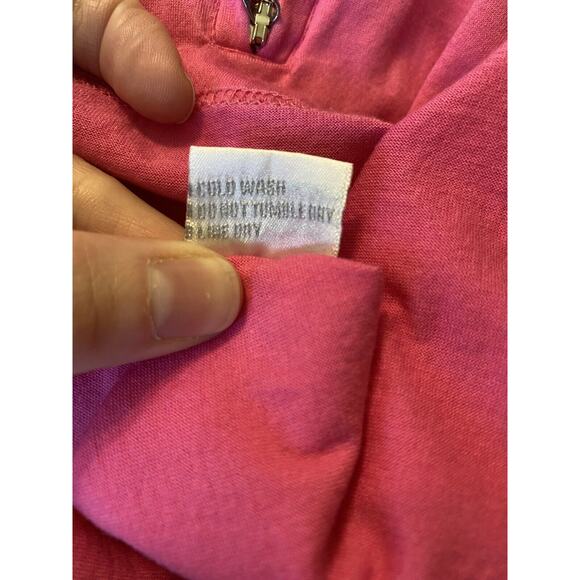 COLD WASH
DO NOT TUMBLE DRY
LINE DRY